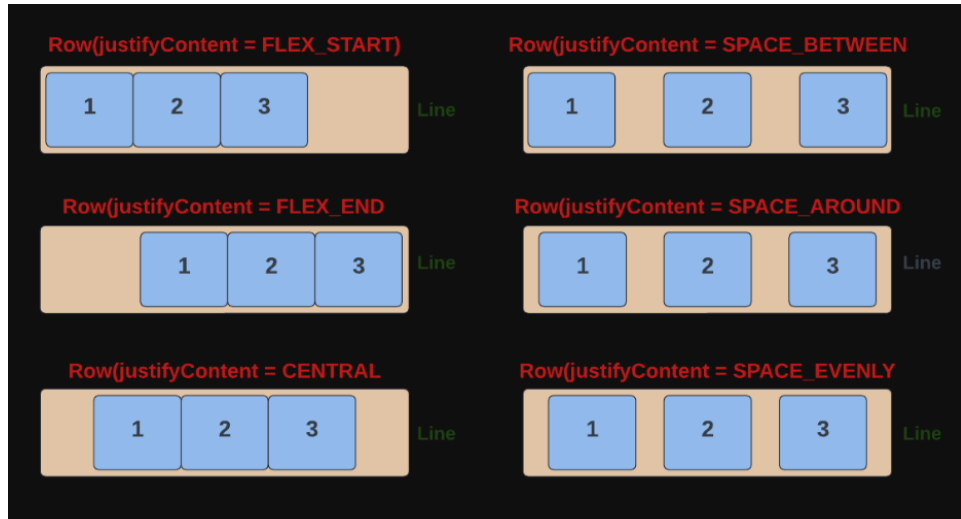 Row(justifyContent = FLEX_START)
1 2 3
Line
Row(justifyContent = SPACE_BETWEEN
1 2 3
Line
Row(justifyContent = FLEX_END
1 2 3
Line
Row(justifyContent = SPACE_AROUND
1 2 3
Line
Row(justifyContent = CENTRAL
1 2 3
Line
Row(justifyContent = SPACE_EVENLY
1 2 3
Line